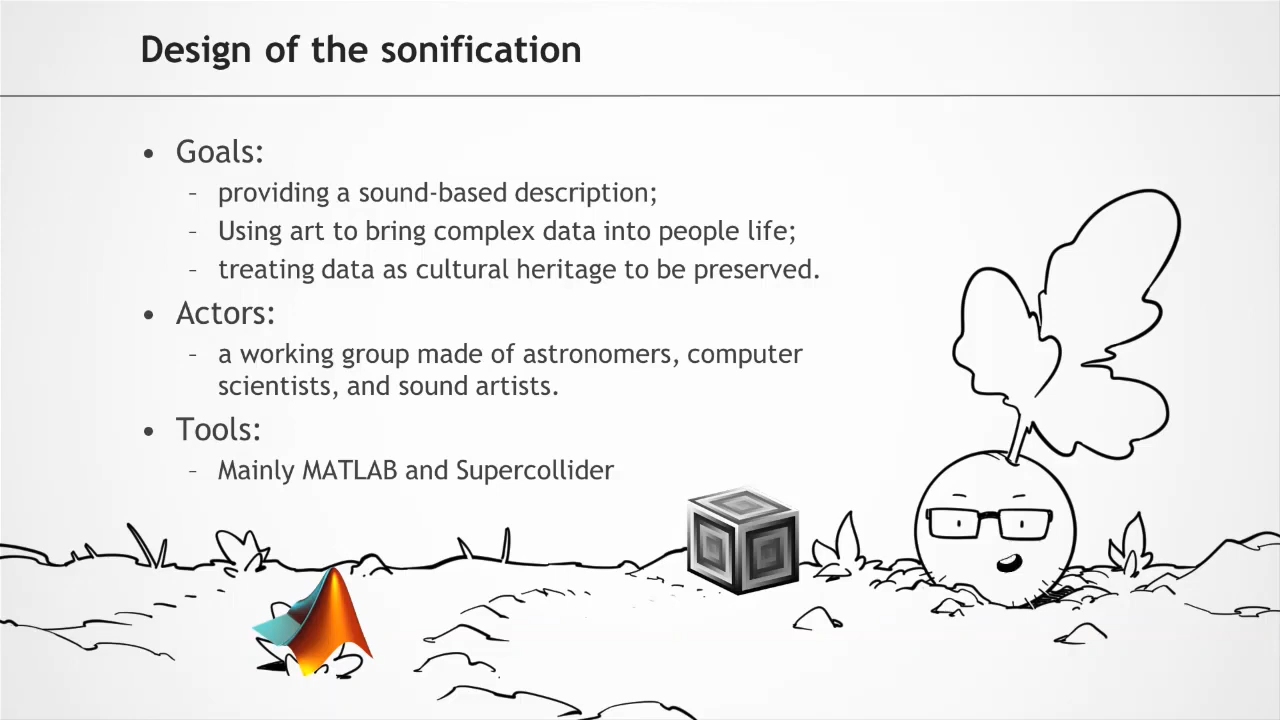 Design of the sonification
• Goals:
– providing a sound-based description;
– Using art to bring complex data into people life;
– treating data as cultural heritage to be preserved.
• Actors:
– a working group made of astronomers, computer
scientists, and sound artists.
• Tools:
– Mainly MATLAB and Supercollider